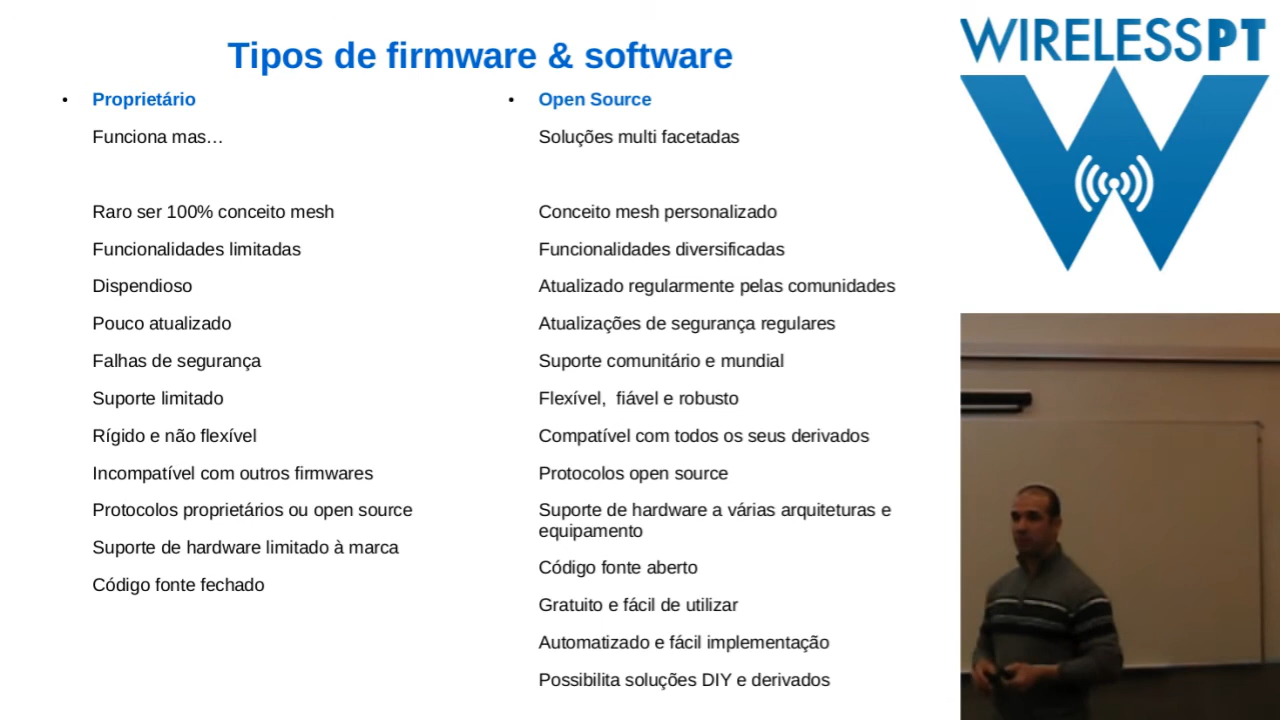 Tipos de firmware & software
• Proprietário
Funciona mas…
Raro ser 100% conceito mesh
Funcionalidades limitadas
Dispendioso
Pouco atualizado
Falhas de segurança
Suporte limitado
Rígido e não flexível
Incompatível com outros firmwares
Protocolos proprietários ou open source
Suporte de hardware limitado à marca
Código fonte fechado
• Open Source
Soluções multi facetadas
Conceito mesh personalizado
Funcionalidades diversificadas
Atualizado regularmente pelas comunidades
Atualizações de segurança regulares
Suporte comunitário e mundial
Flexível,  fiável e robusto
Compatível com todos os seus derivados
Protocolos open source
Suporte de hardware a várias arquiteturas e
equipamento
Código fonte aberto
Gratuito e fácil de utilizar
Automatizado e fácil implementação
Possibilita soluções DIY e derivados
WIRELESSPT